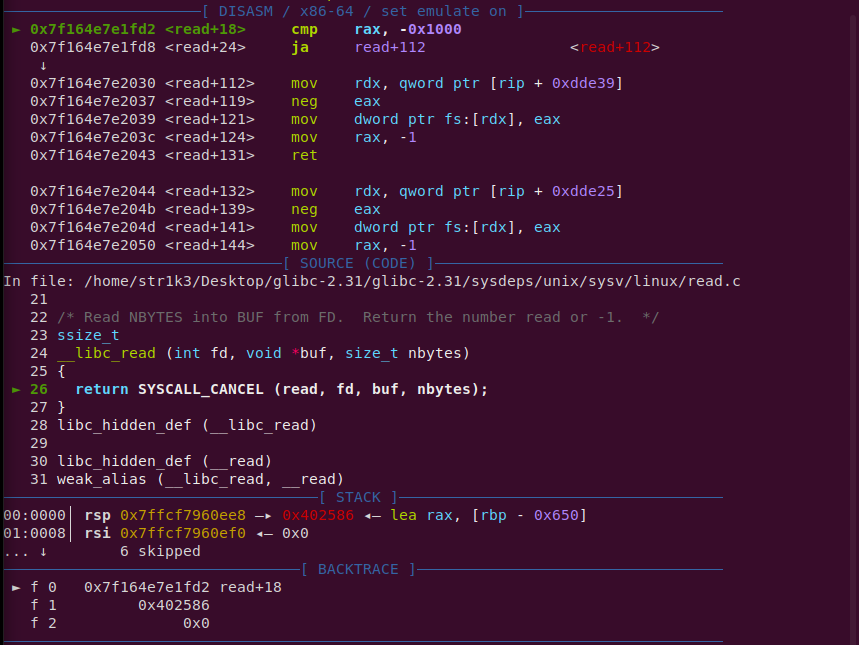 [ DISASM / x86-64 / set emulate on ]
► 0x7f164e7e1fd2 <read+18>    cmp    rax, -0x1000
0x7f164e7e1fd8 <read+24>    ja     read+112                <read+112>
↓
0x7f164e7e2030 <read+112>    mov    rdx, qword ptr [rip + 0xdde39]
0x7f164e7e2037 <read+119>    neg    eax
0x7f164e7e2039 <read+121>    mov    dword ptr fs:[rdx], eax
0x7f164e7e203c <read+124>    mov    rax, -1
0x7f164e7e2043 <read+131>    ret
0x7f164e7e2044 <read+132>    mov    rdx, qword ptr [rip + 0xdde25]
0x7f164e7e204b <read+139>    neg    eax
0x7f164e7e204d <read+141>    mov    dword ptr fs:[rdx], eax
0x7f164e7e2050 <read+144>    mov    rax, -1
[ SOURCE (CODE) ]
In file: /home/str1k3/Desktop/glibc-2.31/glibc-2.31/sysdeps/unix/sysv/linux/read.c
21
22 /* Read NBYTES into BUF from FD.  Return the number read or -1.  */
23 ssize_t
24 __libc_read (int fd, void *buf, size_t nbytes)
25 {
► 26   return SYSCALL_CANCEL (read, fd, buf, nbytes);
27 }
28 libc_hidden_def (__libc_read)
29
30 libc_hidden_def (__read)
31 weak_alias (__libc_read, __read)
[ STACK ]
00:0000│ rsp 0x7ffcf7960ee8 —▸ 0x402586 ◂— lea rax, [rbp - 0x650]
01:0008│ rsi 0x7ffcf7960ef0 ◂— 0x0
... ↓        6 skipped
[ BACKTRACE ]
► f 0   0x7f164e7e1fd2 read+18
f 1         0x402586
f 2              0x0